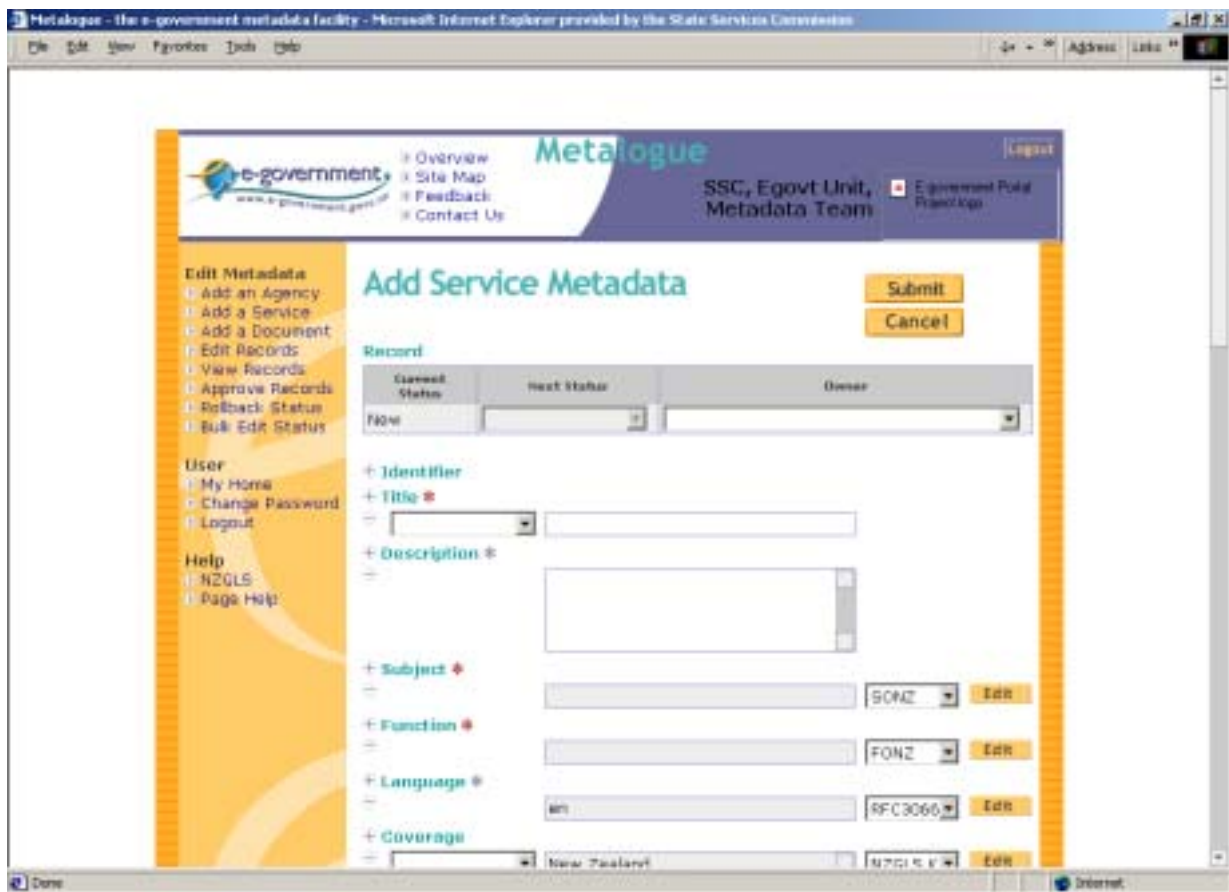 Metalogue - the e-government metadata facility - Microsoft Internet Explorer provided by the State Services Commission
File Edit View Favorites Tools Help
Address Links
e-government
www.e-government.govt.nz
Overview
Site Map
Feedback
Contact Us
Metalogue
Logout
SSC, Egovt Unit,
Metadata Team
E-government Portal
Project logo
Edit Metadata
Add an Agency
Add a Service
Add a Document
Edit Records
View Records
Approve Records
Rollback Status
Bulk Edit Status
User
My Home
Change Password
Logout
Help
NZGLS
Page Help
Add Service Metadata
Submit
Cancel
Record
Current Status
Next Status
Owner
New
+ Identifier
+ Title *
+ Description *
+ Subject *
SONZ
Edit
+ Function *
FONZ
Edit
+ Language *
en
RFC3066
Edit
+ Coverage
New Zealand
NZGLS
Edit
Done
Internet